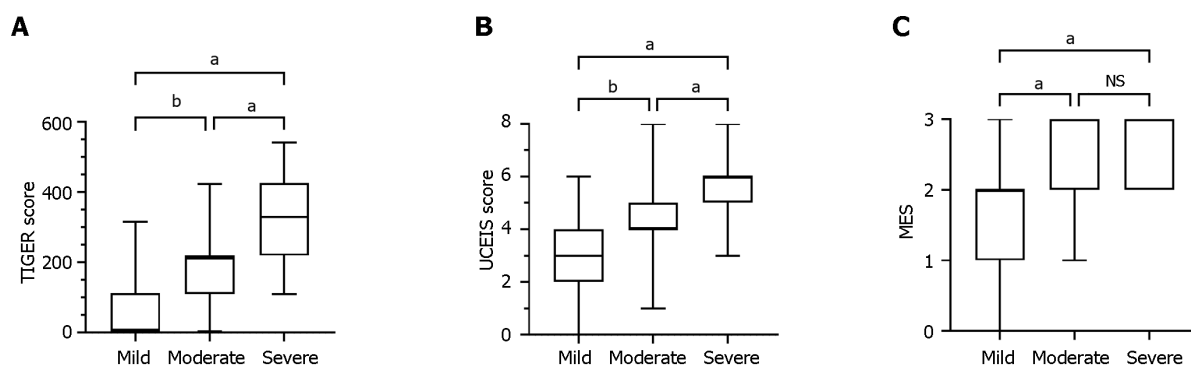 A
a
b
a
TIGER score
600
400
200
0
Mild Moderate Severe
B
a
b
a
UCEIS score
8
6
4
2
0
Mild Moderate Severe
C
a
a
NS
MES
3
2
1
0
Mild Moderate Severe